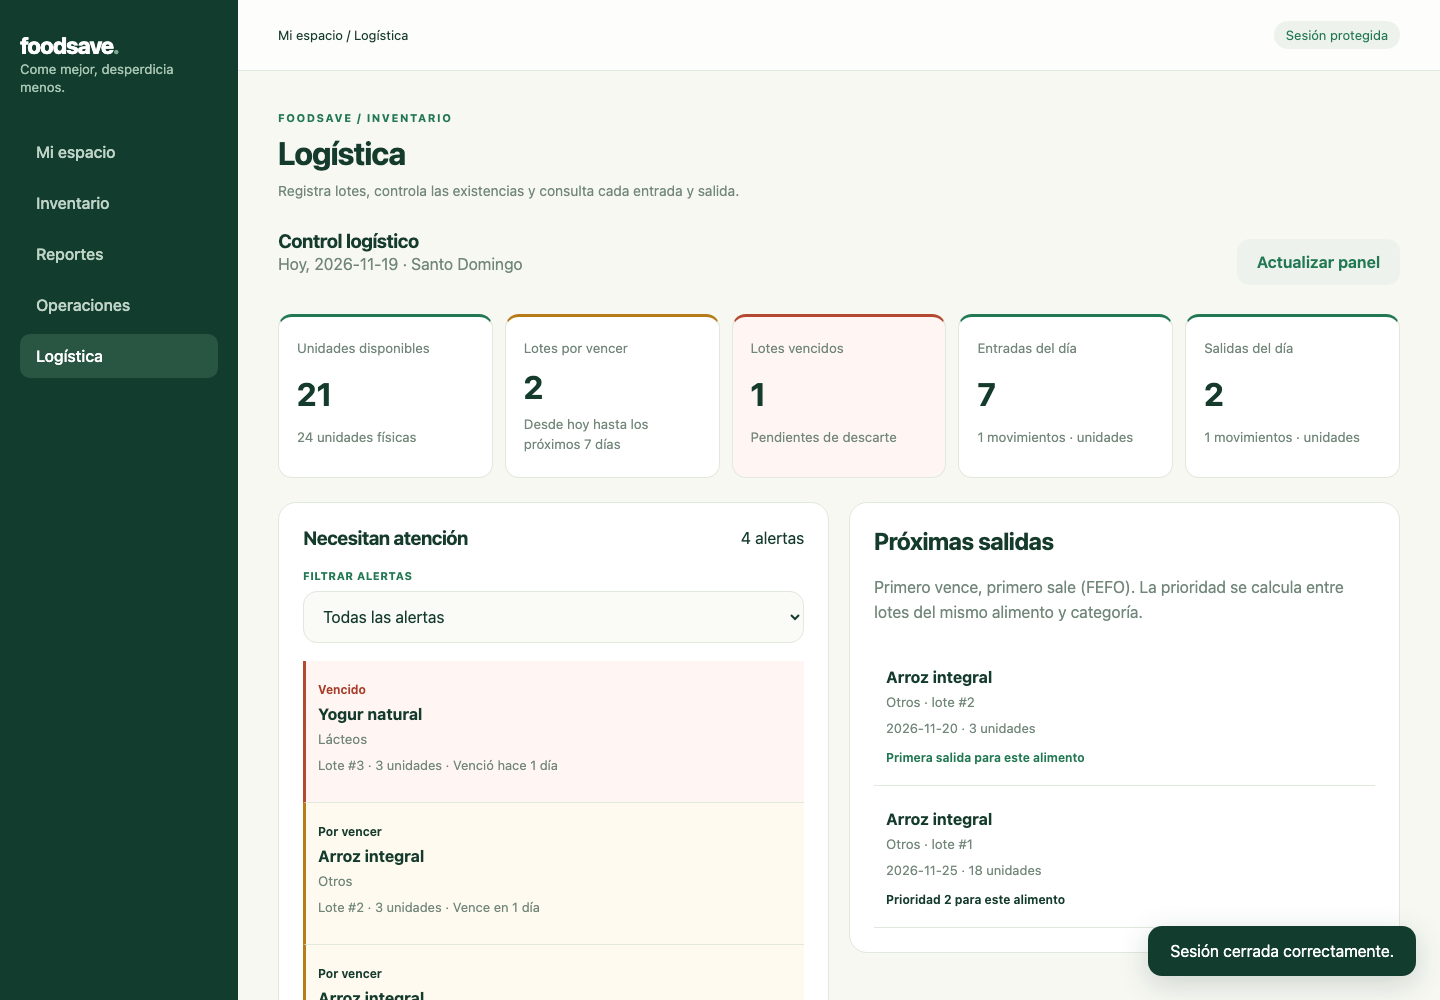 foodsave.
Come mejor, desperdicia
menos.
Mi espacio
Inventario
Reportes
Operaciones
Logística
Mi espacio / Logística
Sesión protegida
FOODSAVE / INVENTARIO
Logística
Registra lotes, controla las existencias y consulta cada entrada y salida.
Control logístico
Hoy, 2026-11-19 · Santo Domingo
Actualizar panel
Unidades disponibles
21
24 unidades físicas
Lotes por vencer
2
Desde hoy hasta los
próximos 7 días
Lotes vencidos
1
Pendientes de descarte
Entradas del día
7
1 movimientos · unidades
Salidas del día
2
1 movimientos · unidades
Necesitan atención
4 alertas
FILTRAR ALERTAS
Todas las alertas
Vencido
Yogur natural
Lácteos
Lote #3 · 3 unidades · Venció hace 1 día
Por vencer
Arroz integral
Otros
Lote #2 · 3 unidades · Vence en 1 día
Por vencer
Arroz integral
Próximas salidas
Primero vence, primero sale (FEFO). La prioridad se calcula entre
lotes del mismo alimento y categoría.
Arroz integral
Otros · lote #2
2026-11-20 · 3 unidades
Primera salida para este alimento
Arroz integral
Otros · lote #1
2026-11-25 · 18 unidades
Prioridad 2 para este alimento
Sesión cerrada correctamente.